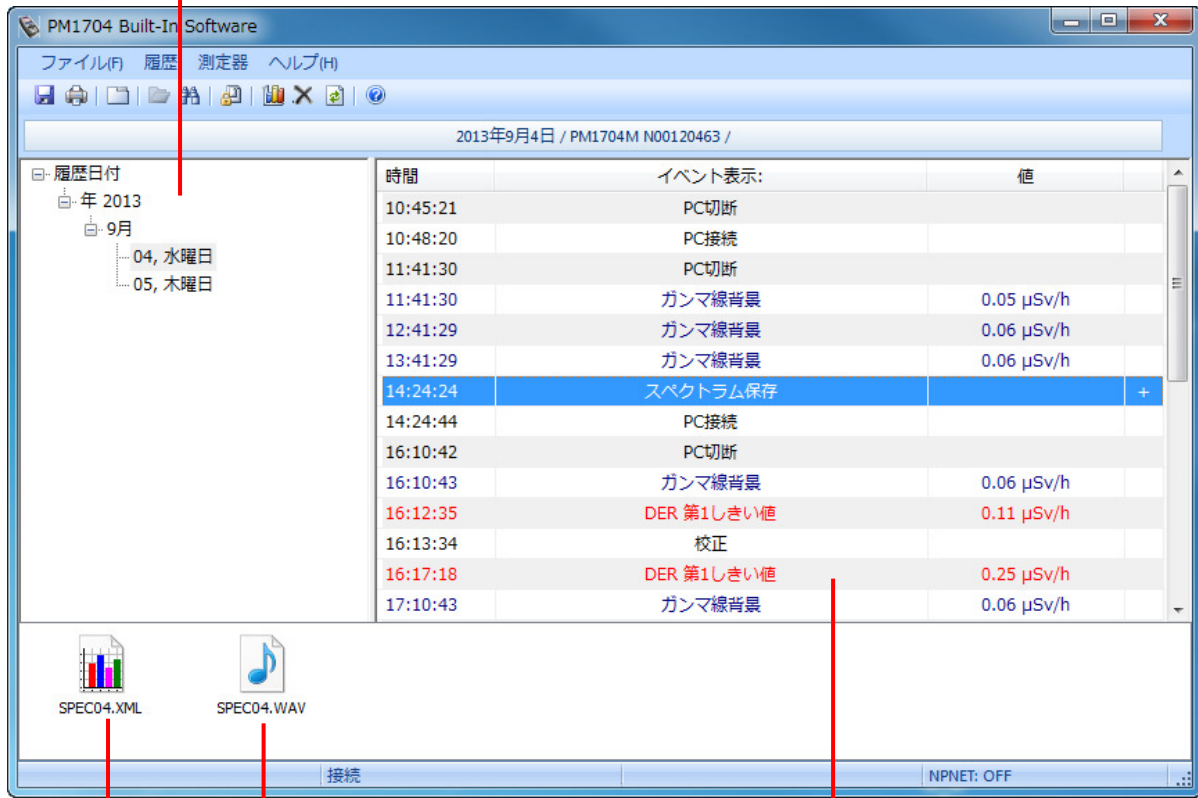 PM1704 Built-In Software
ファイル(F) 履歴 測定器 ヘルプ(H)
2013年9月4日 / PM1704M N00120463 /
履歴日付
年 2013
9月
04, 水曜日
05, 木曜日
時間 イベント表示: 値
10:45:21 PC切断
10:48:20 PC接続
11:41:30 PC切断
11:41:30 ガンマ線背景 0.05 µSv/h
12:41:29 ガンマ線背景 0.06 µSv/h
13:41:29 ガンマ線背景 0.06 µSv/h
14:24:24 スペクトラム保存 +
14:24:44 PC接続
16:10:42 PC切断
16:10:43 ガンマ線背景 0.06 µSv/h
16:12:35 DER 第1しきい値 0.11 µSv/h
16:13:34 校正
16:17:18 DER 第1しきい値 0.25 µSv/h
17:10:43 ガンマ線背景 0.06 µSv/h
SPEC04.XML SPEC04.WAV
接続 NPNET: OFF